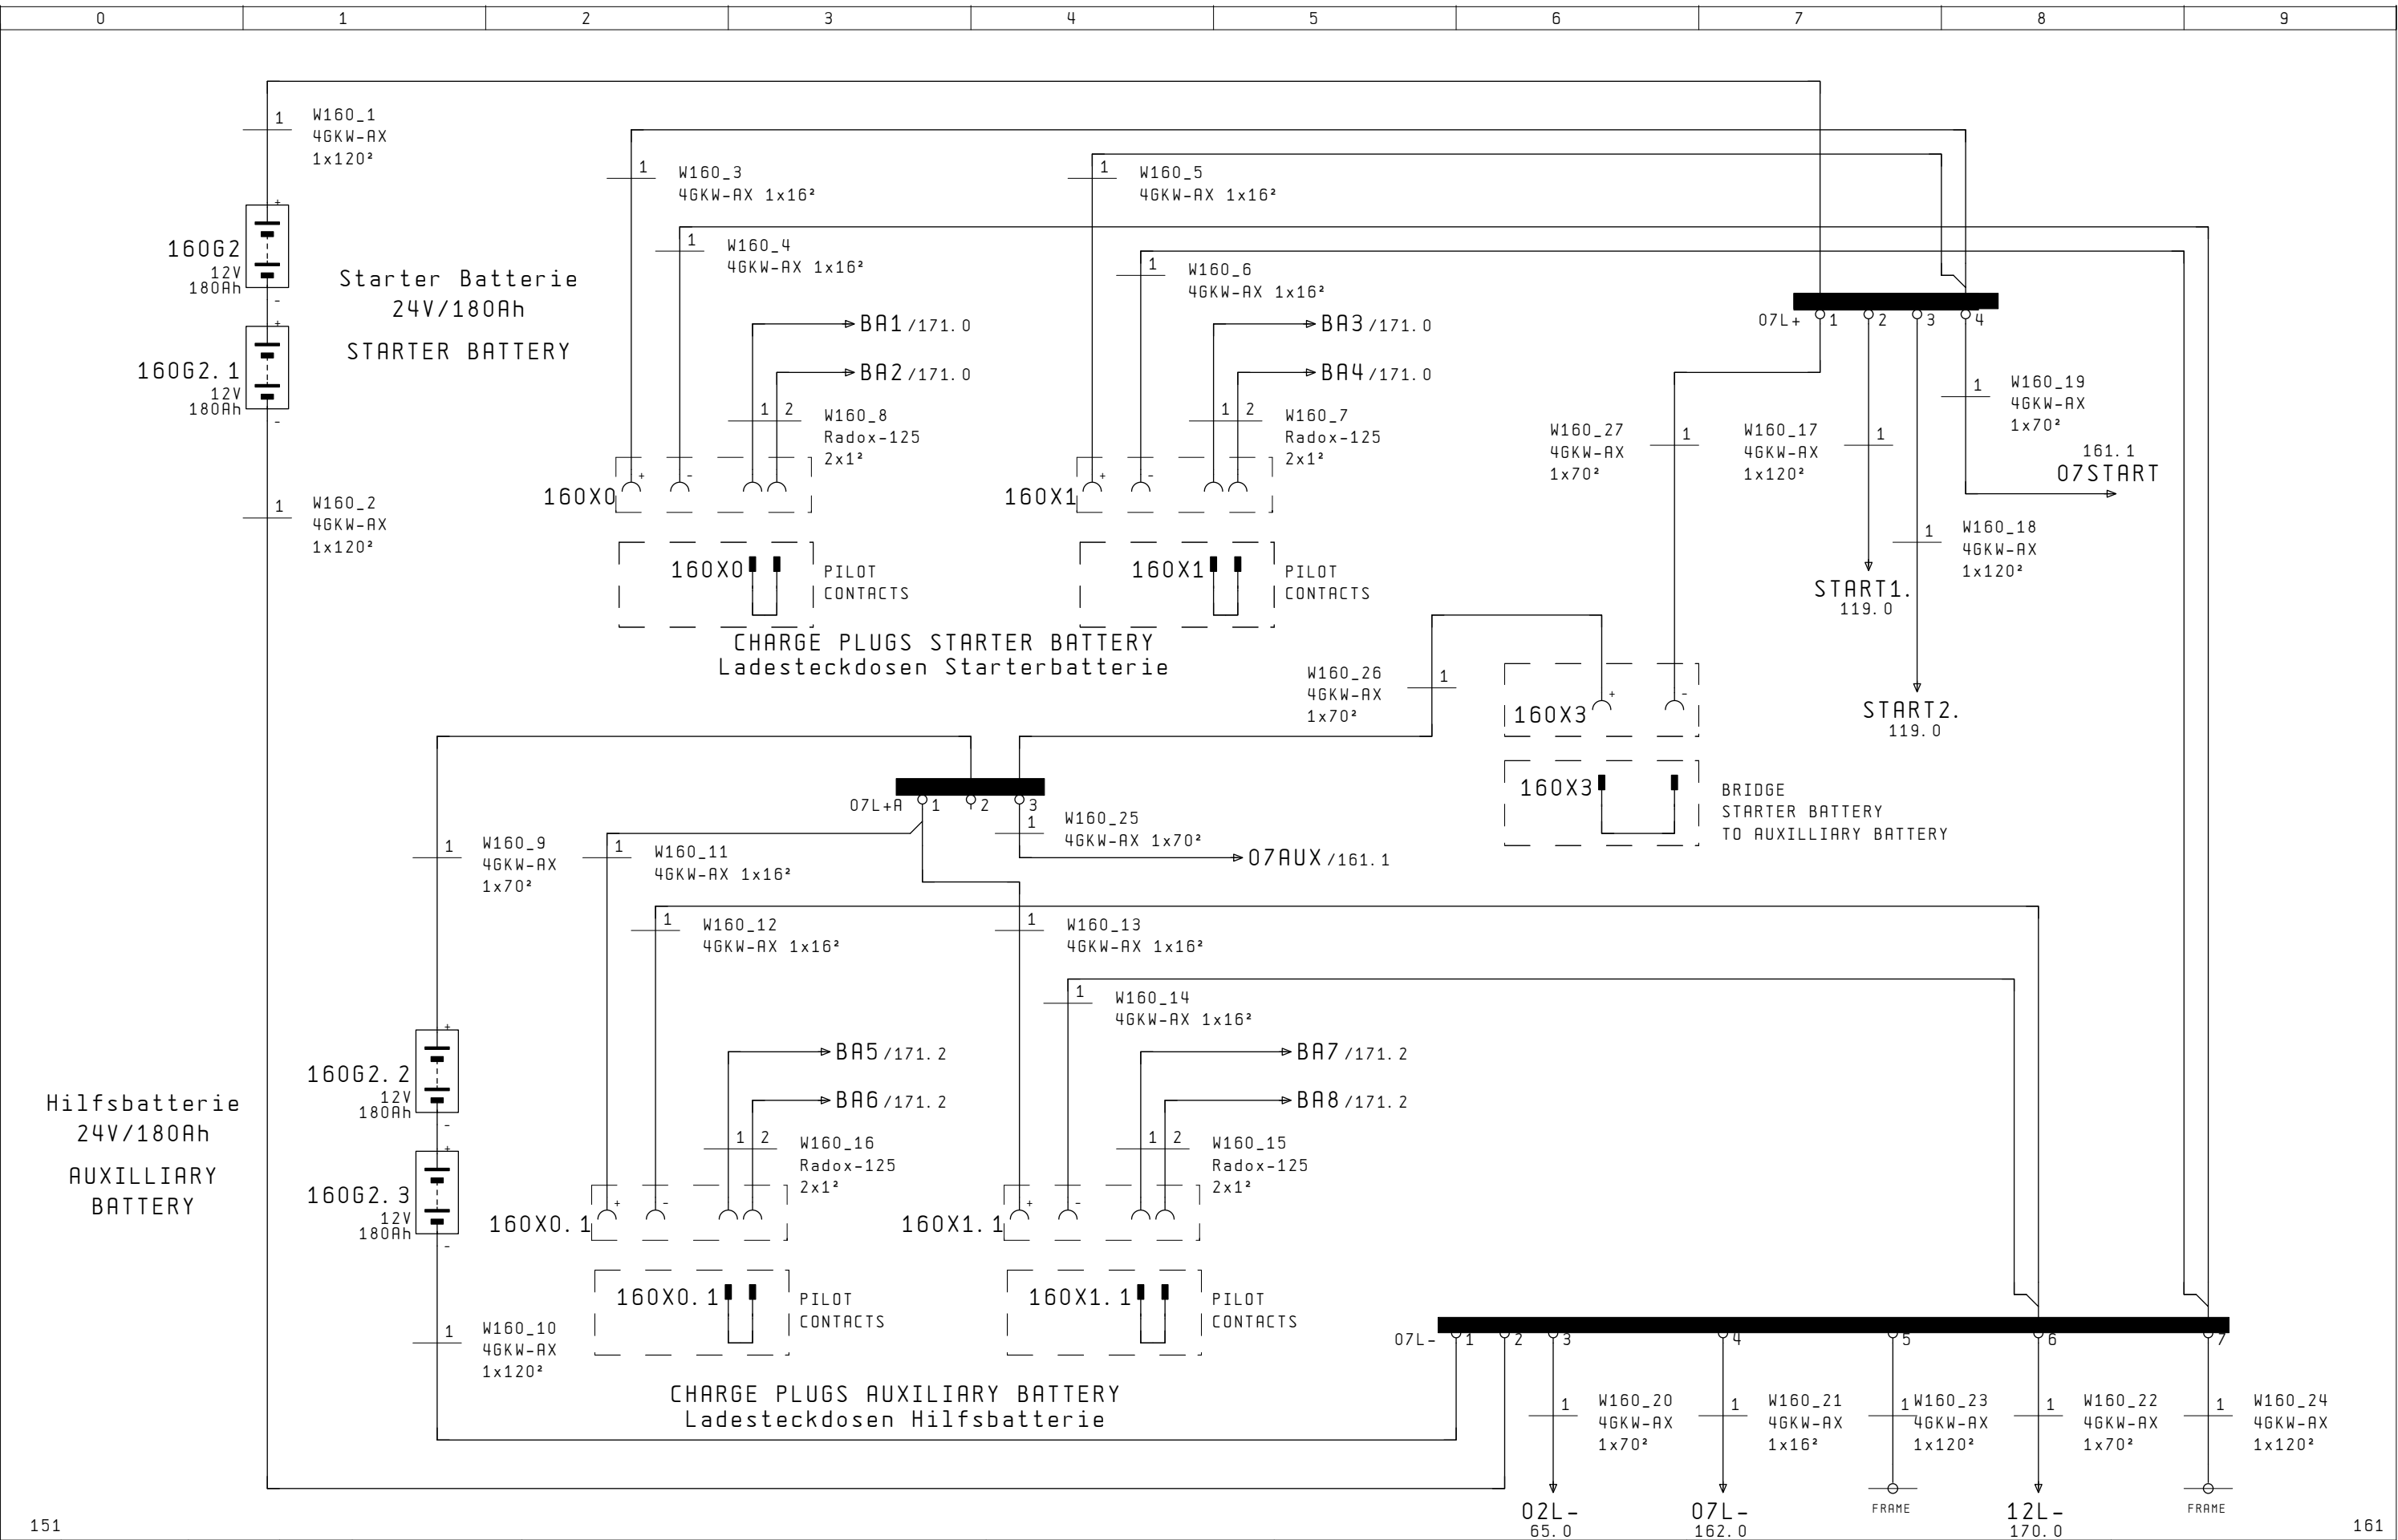 0 1 2 3 4 5 6 7 8 9
1 W160_1
4GKW-AX
1x120²
1 W160_3
4GKW-AX 1x16²
1 W160_5
4GKW-AX 1x16²
1 W160_4
4GKW-AX 1x16²
1 W160_6
4GKW-AX 1x16²
+
160G2
12V
180Ah
-
Starter Batterie
24V/180Ah
STARTER BATTERY
+
160G2.1
12V
180Ah
-
BA1/171.0
BA2/171.0
BA3/171.0
BA4/171.0
07L+ 1 2 3 4
1 2 W160_8
Radox-125
2x1²
1 2 W160_7
Radox-125
2x1²
W160_27 1
4GKW-AX
1x70²
W160_17 1
4GKW-AX
1x120²
1 W160_19
4GKW-AX
1x70²
161.1
07START
160X0 + -
160X1 + -
1 W160_2
4GKW-AX
1x120²
1 W160_18
4GKW-AX
1x120²
160X0 PILOT
CONTACTS
160X1 PILOT
CONTACTS
START1.
119.0
CHARGE PLUGS STARTER BATTERY
Ladesteckdosen Starterbatterie
W160_26 1
4GKW-AX
1x70²
160X3 + -
START2.
119.0
160X3
BRIDGE
STARTER BATTERY
TO AUXILLIARY BATTERY
07L+A 1 2 3
1 W160_25
4GKW-AX 1x70²
07AUX/161.1
1 W160_9
4GKW-AX
1x70²
1 W160_11
4GKW-AX 1x16²
1 W160_12
4GKW-AX 1x16²
1 W160_13
4GKW-AX 1x16²
1 W160_14
4GKW-AX 1x16²
+
160G2.2
12V
180Ah
-
Hilfsbatterie
24V/180Ah
AUXILLIARY
BATTERY
+
160G2.3
12V
180Ah
-
BA5/171.2
BA6/171.2
BA7/171.2
BA8/171.2
1 2 W160_16
Radox-125
2x1²
1 2 W160_15
Radox-125
2x1²
160X0.1 + -
160X1.1 + -
160X0.1 PILOT
CONTACTS
160X1.1 PILOT
CONTACTS
1 W160_10
4GKW-AX
1x120²
CHARGE PLUGS AUXILIARY BATTERY
Ladesteckdosen Hilfsbatterie
07L- 1 2 3 4 5 6 7
1 W160_20
4GKW-AX
1x70²
1 W160_21
4GKW-AX
1x16²
1 W160_23
4GKW-AX
1x120²
1 W160_22
4GKW-AX
1x70²
1 W160_24
4GKW-AX
1x120²
02L-
65.0
07L-
162.0
FRAME
12L-
170.0
FRAME
151
161